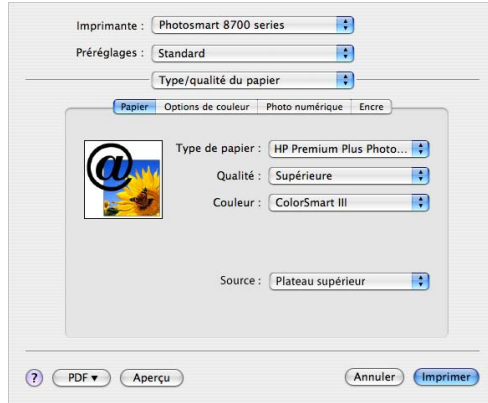 Imprimante : Photosmart 8700 series
Préréglages : Standard
Type/qualité du papier
Papier Options de couleur Photo numérique Encre
@
Type de papier : HP Premium Plus Photo...
Qualité : Supérieure
Couleur : ColorSmart III
Source : Plateau supérieur
? PDF ▼ Aperçu Annuler Imprimer